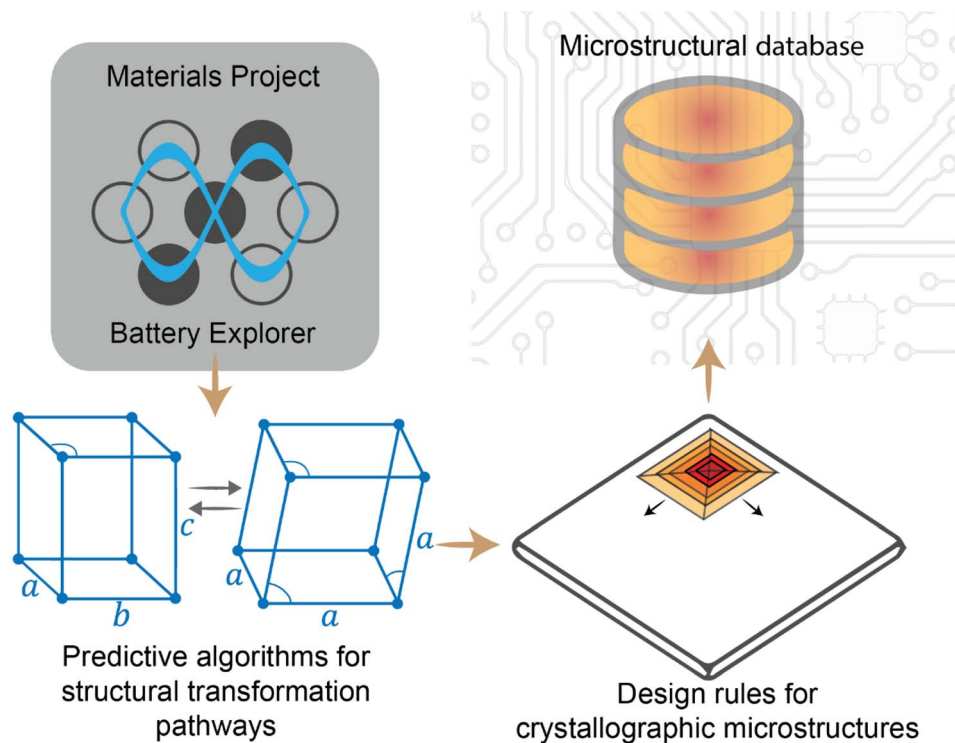 Materials Project
Battery Explorer
Microstructural database
a
b
c
a
a
a
Predictive algorithms for
structural transformation
pathways
Design rules for
crystallographic microstructures